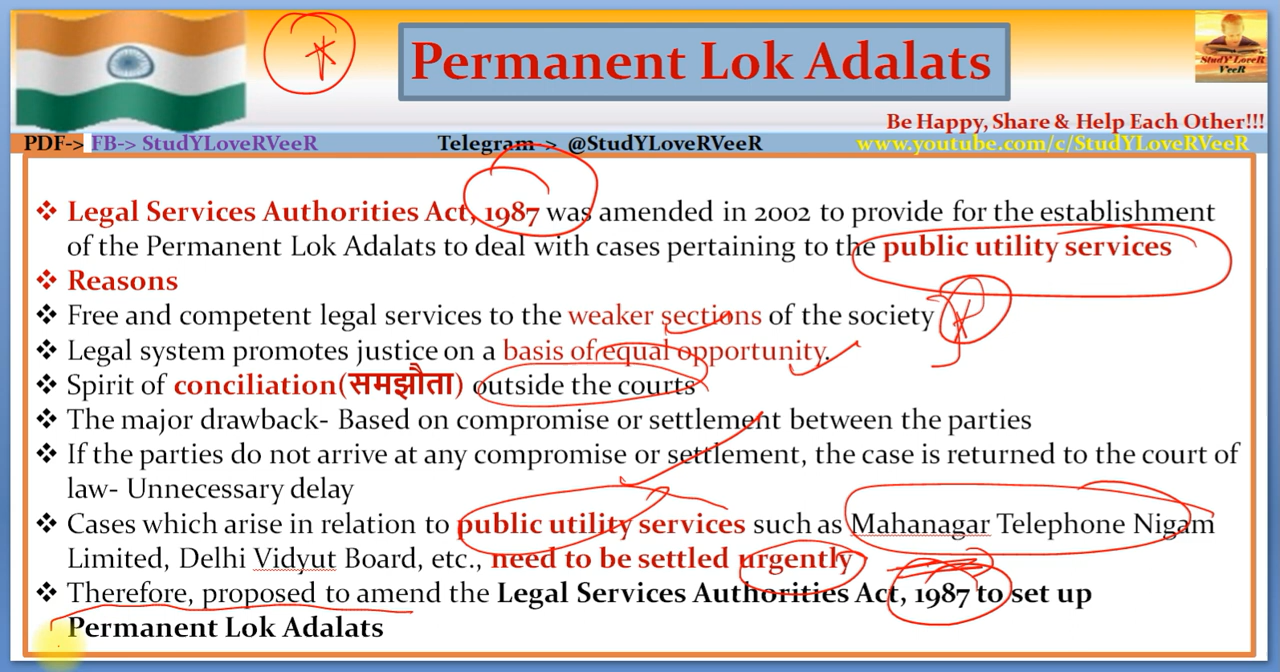 Permanent Lok Adalats
StudY LoveR
VeeR
Be Happy, Share & Help Each Other!!!
PDF-> FB-> StudYLoveRVeeR Telegram -> @StudYLoveRVeeR www.youtube.com/c/StudYLoveRVeeR
❖ Legal Services Authorities Act, 1987 was amended in 2002 to provide for the establishment
of the Permanent Lok Adalats to deal with cases pertaining to the public utility services
❖ Reasons
❖ Free and competent legal services to the weaker sections of the society
❖ Legal system promotes justice on a basis of equal opportunity.
❖ Spirit of conciliation(समझौता) outside the courts
❖ The major drawback- Based on compromise or settlement between the parties
❖ If the parties do not arrive at any compromise or settlement, the case is returned to the court of
law- Unnecessary delay
❖ Cases which arise in relation to public utility services such as Mahanagar Telephone Nigam
Limited, Delhi Vidyut Board, etc., need to be settled urgently
❖ Therefore, proposed to amend the Legal Services Authorities Act, 1987 to set up
Permanent Lok Adalats